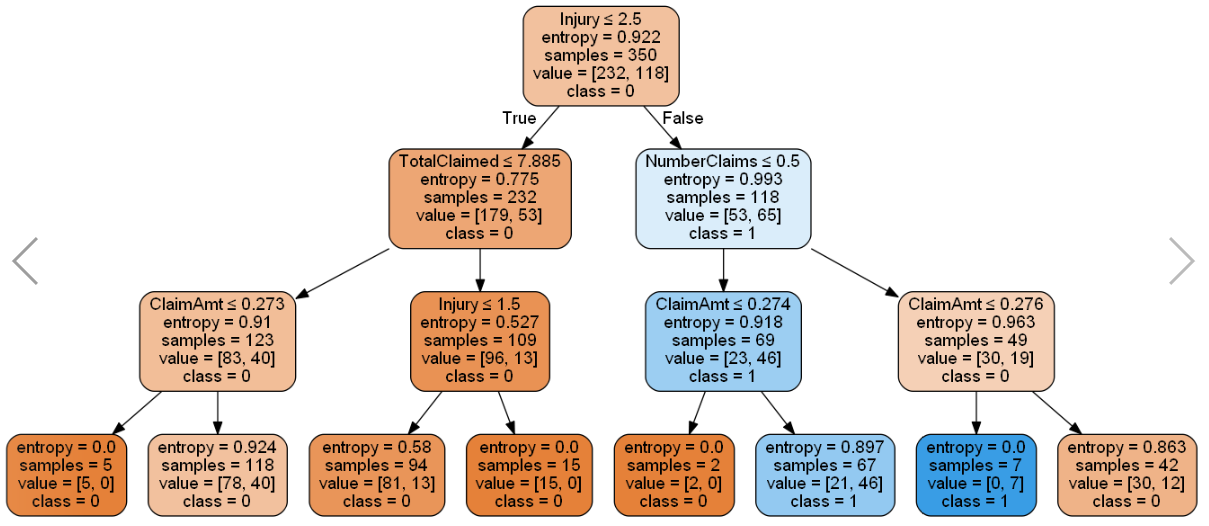 Injury ≤ 2.5
entropy = 0.922
samples = 350
value = [232, 118]
class = 0
True
False
TotalClaimed ≤ 7.885
entropy = 0.775
samples = 232
value = [179, 53]
class = 0
NumberClaims ≤ 0.5
entropy = 0.993
samples = 118
value = [53, 65]
class = 1
ClaimAmt ≤ 0.273
entropy = 0.91
samples = 123
value = [83, 40]
class = 0
Injury ≤ 1.5
entropy = 0.527
samples = 109
value = [96, 13]
class = 0
ClaimAmt ≤ 0.274
entropy = 0.918
samples = 69
value = [23, 46]
class = 1
ClaimAmt ≤ 0.276
entropy = 0.963
samples = 49
value = [30, 19]
class = 0
entropy = 0.0
samples = 5
value = [5, 0]
class = 0
entropy = 0.924
samples = 118
value = [78, 40]
class = 0
entropy = 0.58
samples = 94
value = [81, 13]
class = 0
entropy = 0.0
samples = 15
value = [15, 0]
class = 0
entropy = 0.0
samples = 2
value = [2, 0]
class = 0
entropy = 0.897
samples = 67
value = [21, 46]
class = 1
entropy = 0.0
samples = 7
value = [0, 7]
class = 1
entropy = 0.863
samples = 42
value = [30, 12]
class = 0